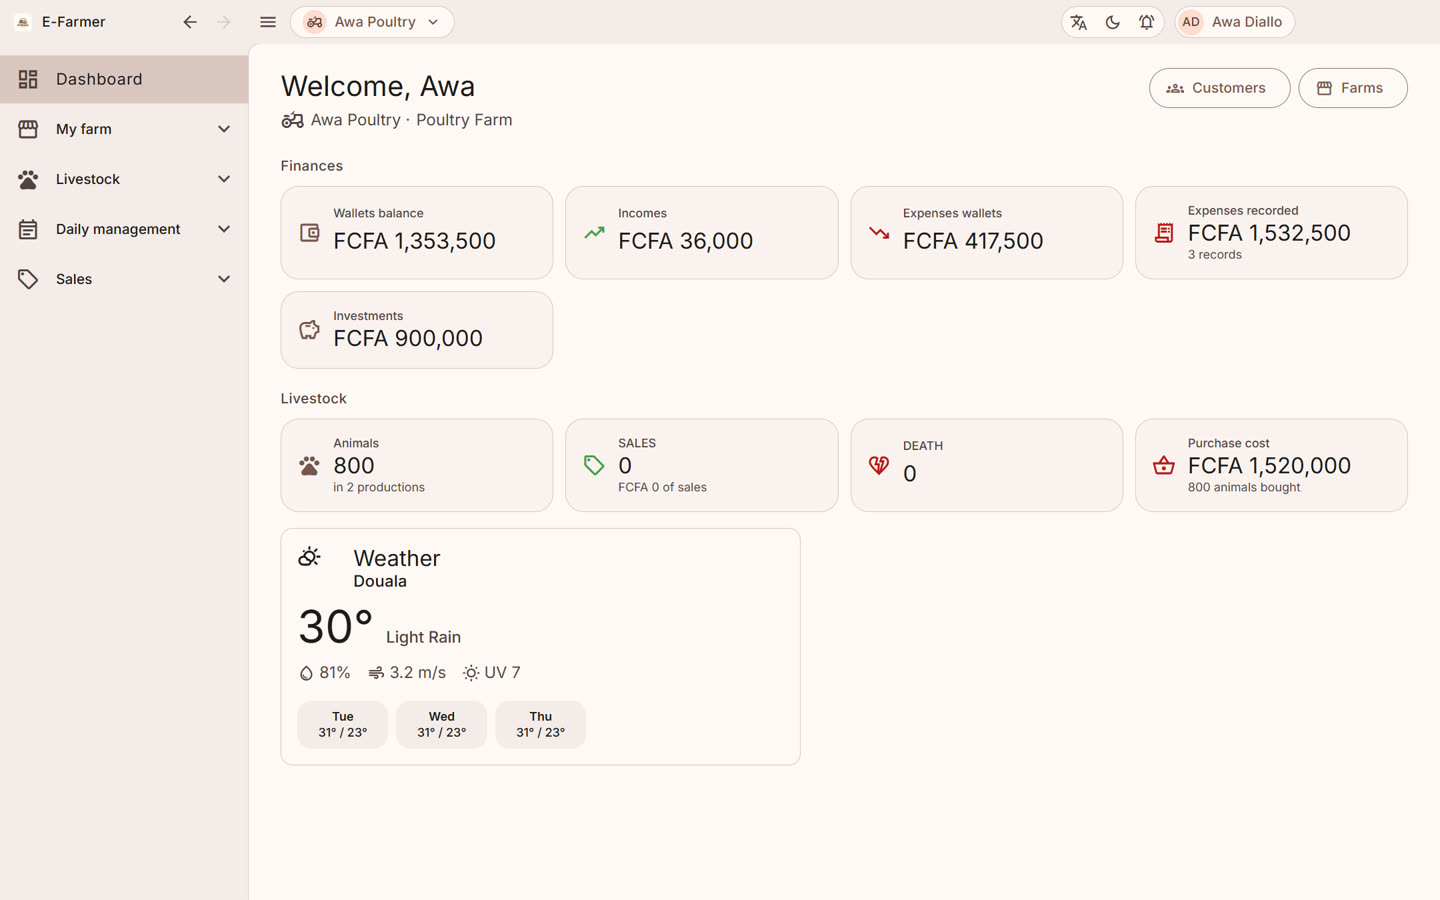 E-Farmer
Awa Poultry
AD Awa Diallo
Dashboard
My farm
Livestock
Daily management
Sales
Welcome, Awa
Awa Poultry · Poultry Farm
Customers
Farms
Finances
Wallets balance
FCFA 1,353,500
Incomes
FCFA 36,000
Expenses wallets
FCFA 417,500
Expenses recorded
FCFA 1,532,500
3 records
Investments
FCFA 900,000
Livestock
Animals
800
in 2 productions
SALES
0
FCFA 0 of sales
DEATH
0
Purchase cost
FCFA 1,520,000
800 animals bought
Weather
Douala
30° Light Rain
81% 3.2 m/s UV 7
Tue
31° / 23°
Wed
31° / 23°
Thu
31° / 23°